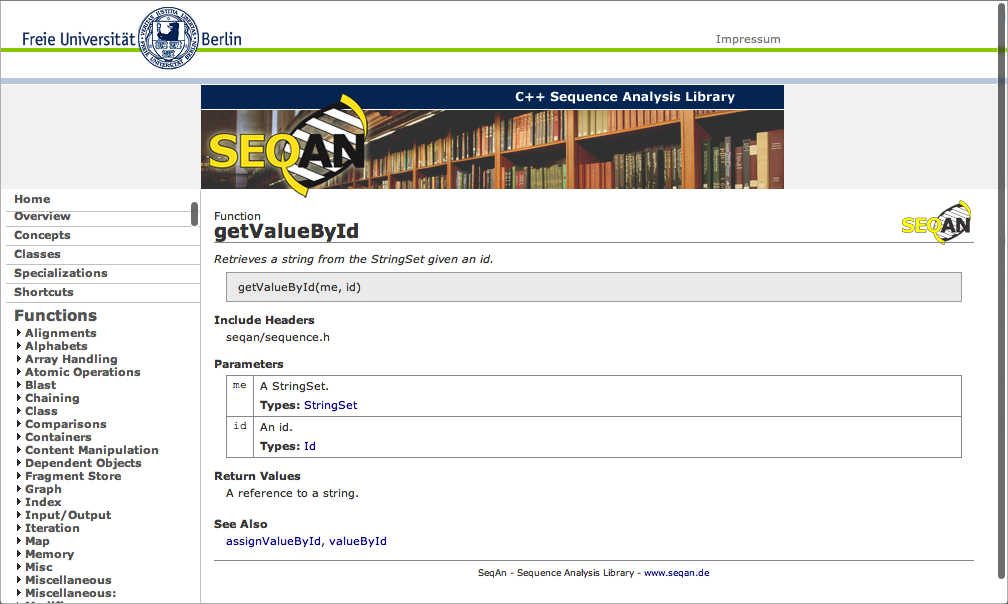 Freie Universität Berlin
Impressum
C++ Sequence Analysis Library
SEQAN
Home
Overview
Concepts
Classes
Specializations
Shortcuts
Functions
Alignments
Alphabets
Array Handling
Atomic Operations
Blast
Chaining
Class
Comparisons
Containers
Content Manipulation
Dependent Objects
Fragment Store
Graph
Index
Input/Output
Iteration
Map
Memory
Misc
Miscellaneous
Miscellaneous:
Function
getValueById
SEQAN
Retrieves a string from the StringSet given an id.
getValueById(me, id)
Include Headers
seqan/sequence.h
Parameters
me A StringSet.
Types: StringSet
id An id.
Types: Id
Return Values
A reference to a string.
See Also
assignValueById, valueById
SeqAn - Sequence Analysis Library - www.seqan.de